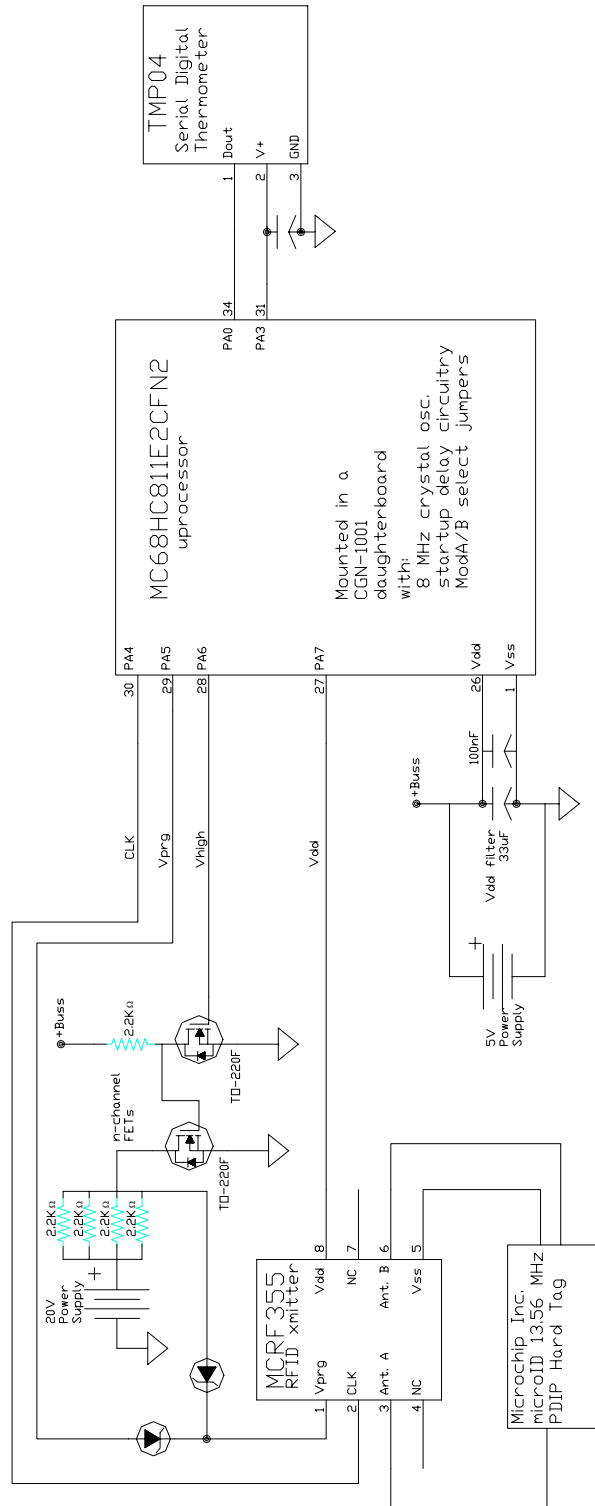 TMP04
Serial Digital
Thermometer
Dout
V+
GND
1
2
3
34
31
PA0
PA3
MC68HC811E2CFN2
uprocessor
Mounted in a
CGN-1001
daughterboard
with:
8 MHz crystal osc.
startup delay circuitry
ModA/B select jumpers
PA4
PA5
PA6
PA7
Vdd
Vss
30
29
28
27
26
1
CLK
Vprg
Vhigh
Vdd
100nF
+Buss
Vdd filter
33uF
+
5V
Power
Supply
+Buss
2.2KΩ
TO-220F
n-channel
FETs
TO-220F
2.2KΩ
2.2KΩ
2.2KΩ
2.2KΩ
+
20V
Power
Supply
MCRF355
RFID xmitter
1 Vprg
2 CLK
3 Ant. A
4 NC
Vdd 8
NC 7
Ant. B 6
Vss 5
Microchip Inc.
microID 13.56 MHz
PDIP Hard Tag